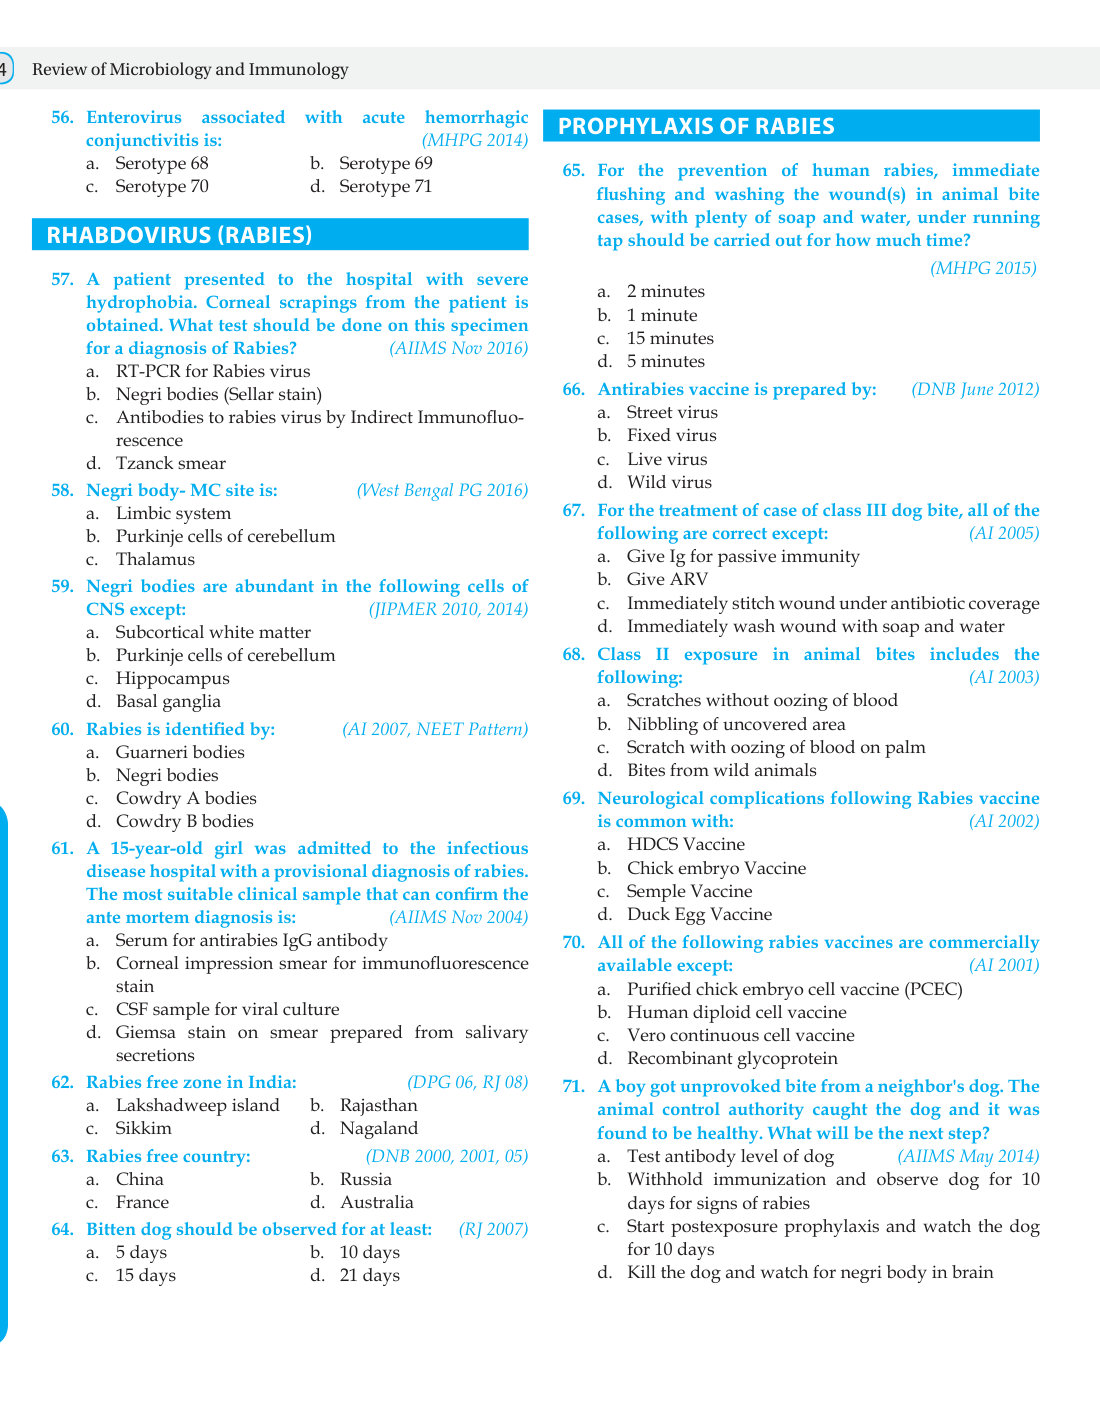 4
Review of Microbiology and Immunology
56. Enterovirus associated with acute hemorrhagic
conjunctivitis is: (MHPG 2014)
a. Serotype 68 b. Serotype 69
c. Serotype 70 d. Serotype 71
RHABDOVIRUS (RABIES)
57. A patient presented to the hospital with severe
hydrophobia. Corneal scrapings from the patient is
obtained. What test should be done on this specimen
for a diagnosis of Rabies? (AIIMS Nov 2016)
a. RT-PCR for Rabies virus
b. Negri bodies (Sellar stain)
c. Antibodies to rabies virus by Indirect Immunofluo-
rescence
d. Tzanck smear
58. Negri body- MC site is: (West Bengal PG 2016)
a. Limbic system
b. Purkinje cells of cerebellum
c. Thalamus
59. Negri bodies are abundant in the following cells of
CNS except: (JIPMER 2010, 2014)
a. Subcortical white matter
b. Purkinje cells of cerebellum
c. Hippocampus
d. Basal ganglia
60. Rabies is identified by: (AI 2007, NEET Pattern)
a. Guarneri bodies
b. Negri bodies
c. Cowdry A bodies
d. Cowdry B bodies
61. A 15-year-old girl was admitted to the infectious
disease hospital with a provisional diagnosis of rabies.
The most suitable clinical sample that can confirm the
ante mortem diagnosis is: (AIIMS Nov 2004)
a. Serum for antirabies IgG antibody
b. Corneal impression smear for immunofluorescence
stain
c. CSF sample for viral culture
d. Giemsa stain on smear prepared from salivary
secretions
62. Rabies free zone in India: (DPG 06, RJ 08)
a. Lakshadweep island b. Rajasthan
c. Sikkim d. Nagaland
63. Rabies free country: (DNB 2000, 2001, 05)
a. China b. Russia
c. France d. Australia
64. Bitten dog should be observed for at least: (RJ 2007)
a. 5 days b. 10 days
c. 15 days d. 21 days
PROPHYLAXIS OF RABIES
65. For the prevention of human rabies, immediate
flushing and washing the wound(s) in animal bite
cases, with plenty of soap and water, under running
tap should be carried out for how much time?
(MHPG 2015)
a. 2 minutes
b. 1 minute
c. 15 minutes
d. 5 minutes
66. Antirabies vaccine is prepared by: (DNB June 2012)
a. Street virus
b. Fixed virus
c. Live virus
d. Wild virus
67. For the treatment of case of class III dog bite, all of the
following are correct except: (AI 2005)
a. Give Ig for passive immunity
b. Give ARV
c. Immediately stitch wound under antibiotic coverage
d. Immediately wash wound with soap and water
68. Class II exposure in animal bites includes the
following: (AI 2003)
a. Scratches without oozing of blood
b. Nibbling of uncovered area
c. Scratch with oozing of blood on palm
d. Bites from wild animals
69. Neurological complications following Rabies vaccine
is common with: (AI 2002)
a. HDCS Vaccine
b. Chick embryo Vaccine
c. Semple Vaccine
d. Duck Egg Vaccine
70. All of the following rabies vaccines are commercially
available except: (AI 2001)
a. Purified chick embryo cell vaccine (PCEC)
b. Human diploid cell vaccine
c. Vero continuous cell vaccine
d. Recombinant glycoprotein
71. A boy got unprovoked bite from a neighbor's dog. The
animal control authority caught the dog and it was
found to be healthy. What will be the next step?
a. Test antibody level of dog (AIIMS May 2014)
b. Withhold immunization and observe dog for 10
days for signs of rabies
c. Start postexposure prophylaxis and watch the dog
for 10 days
d. Kill the dog and watch for negri body in brain